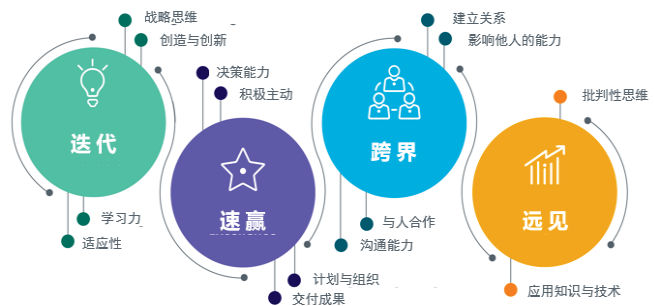 战略思维
创造与创新
迭代
学习力
适应性
决策能力
积极主动
速赢
计划与组织
交付成果
建立关系
影响他人的能力
跨界
与人合作
沟通能力
批判性思维
远见
应用知识与技术